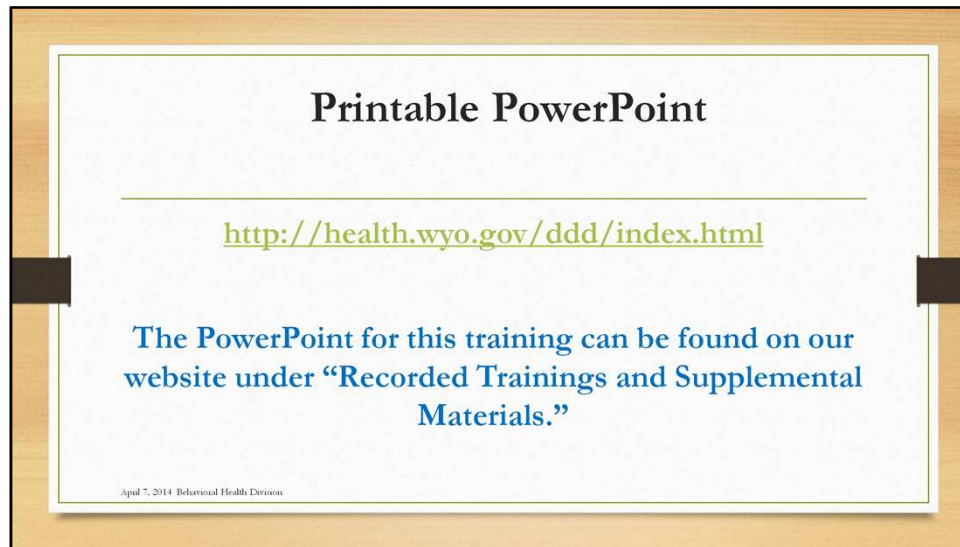 Printable PowerPoint
http://health.wyo.gov/ddd/index.html
The PowerPoint for this training can be found on our
website under “Recorded Trainings and Supplemental
Materials.”
April 7, 2014 Behavioral Health Division